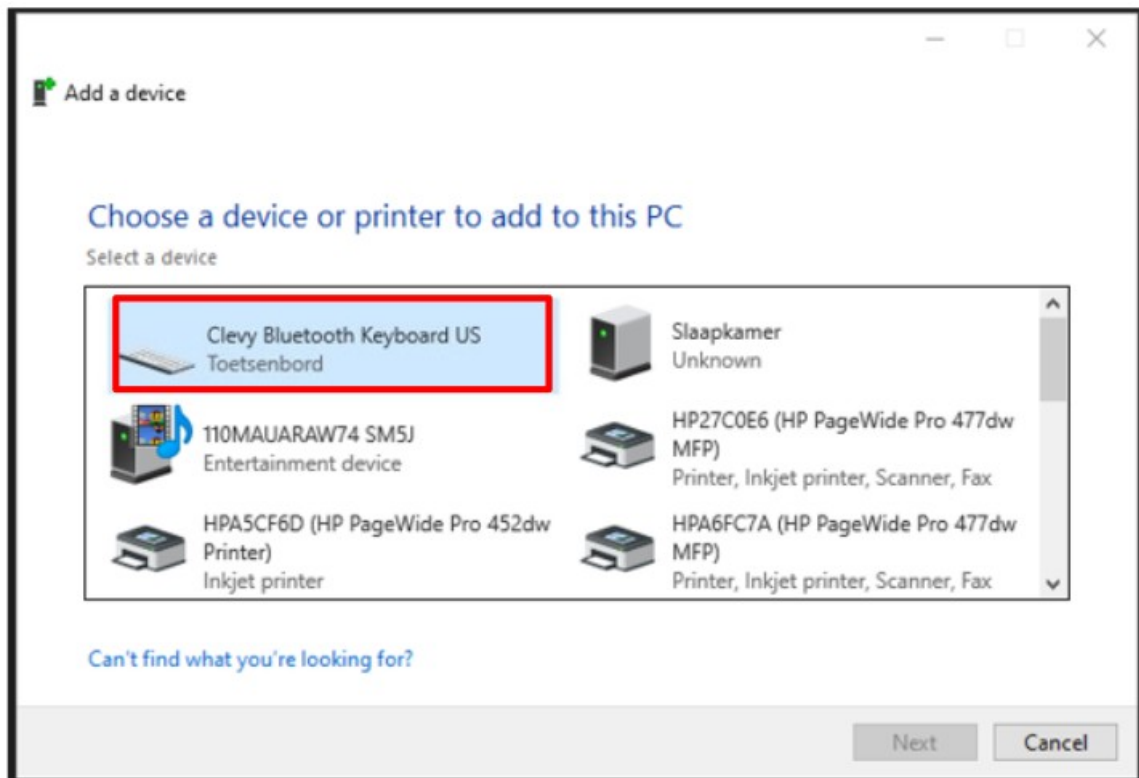 Add a device
Choose a device or printer to add to this PC
Select a device
Clevy Bluetooth Keyboard US
Toetsenbord
Slaapkamer
Unknown
110MAUARAW74 SM5J
Entertainment device
HP27C0E6 (HP PageWide Pro 477dw
MFP)
Printer, Inkjet printer, Scanner, Fax
HPA5CF6D (HP PageWide Pro 452dw
Printer)
Inkjet printer
HPA6FC7A (HP PageWide Pro 477dw
MFP)
Printer, Inkjet printer, Scanner, Fax
Can't find what you're looking for?
Next
Cancel